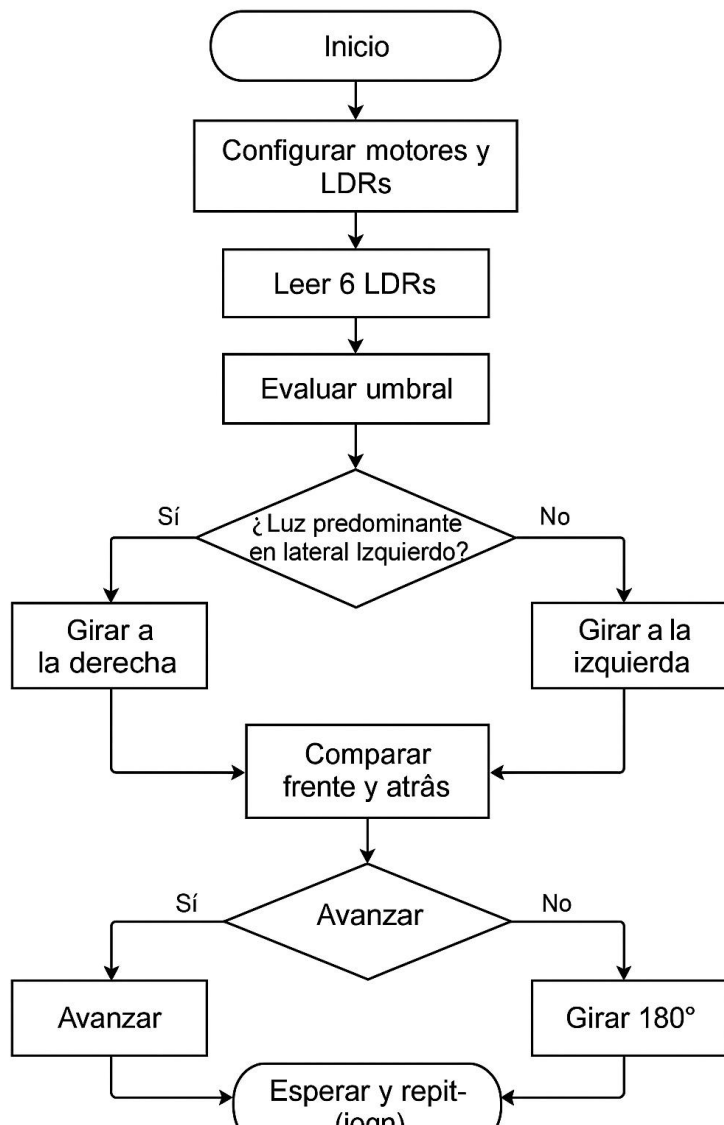 Inicio
Configurar motores y
LDRs
Leer 6 LDRs
Evaluar umbral
¿Luz predominante
en lateral Izquierdo?
Sí
No
Girar a
la derecha
Girar a la
izquierda
Comparar
frente y atrâs
Avanzar
Sí
No
Avanzar
Girar 180°
Esperar y repit-